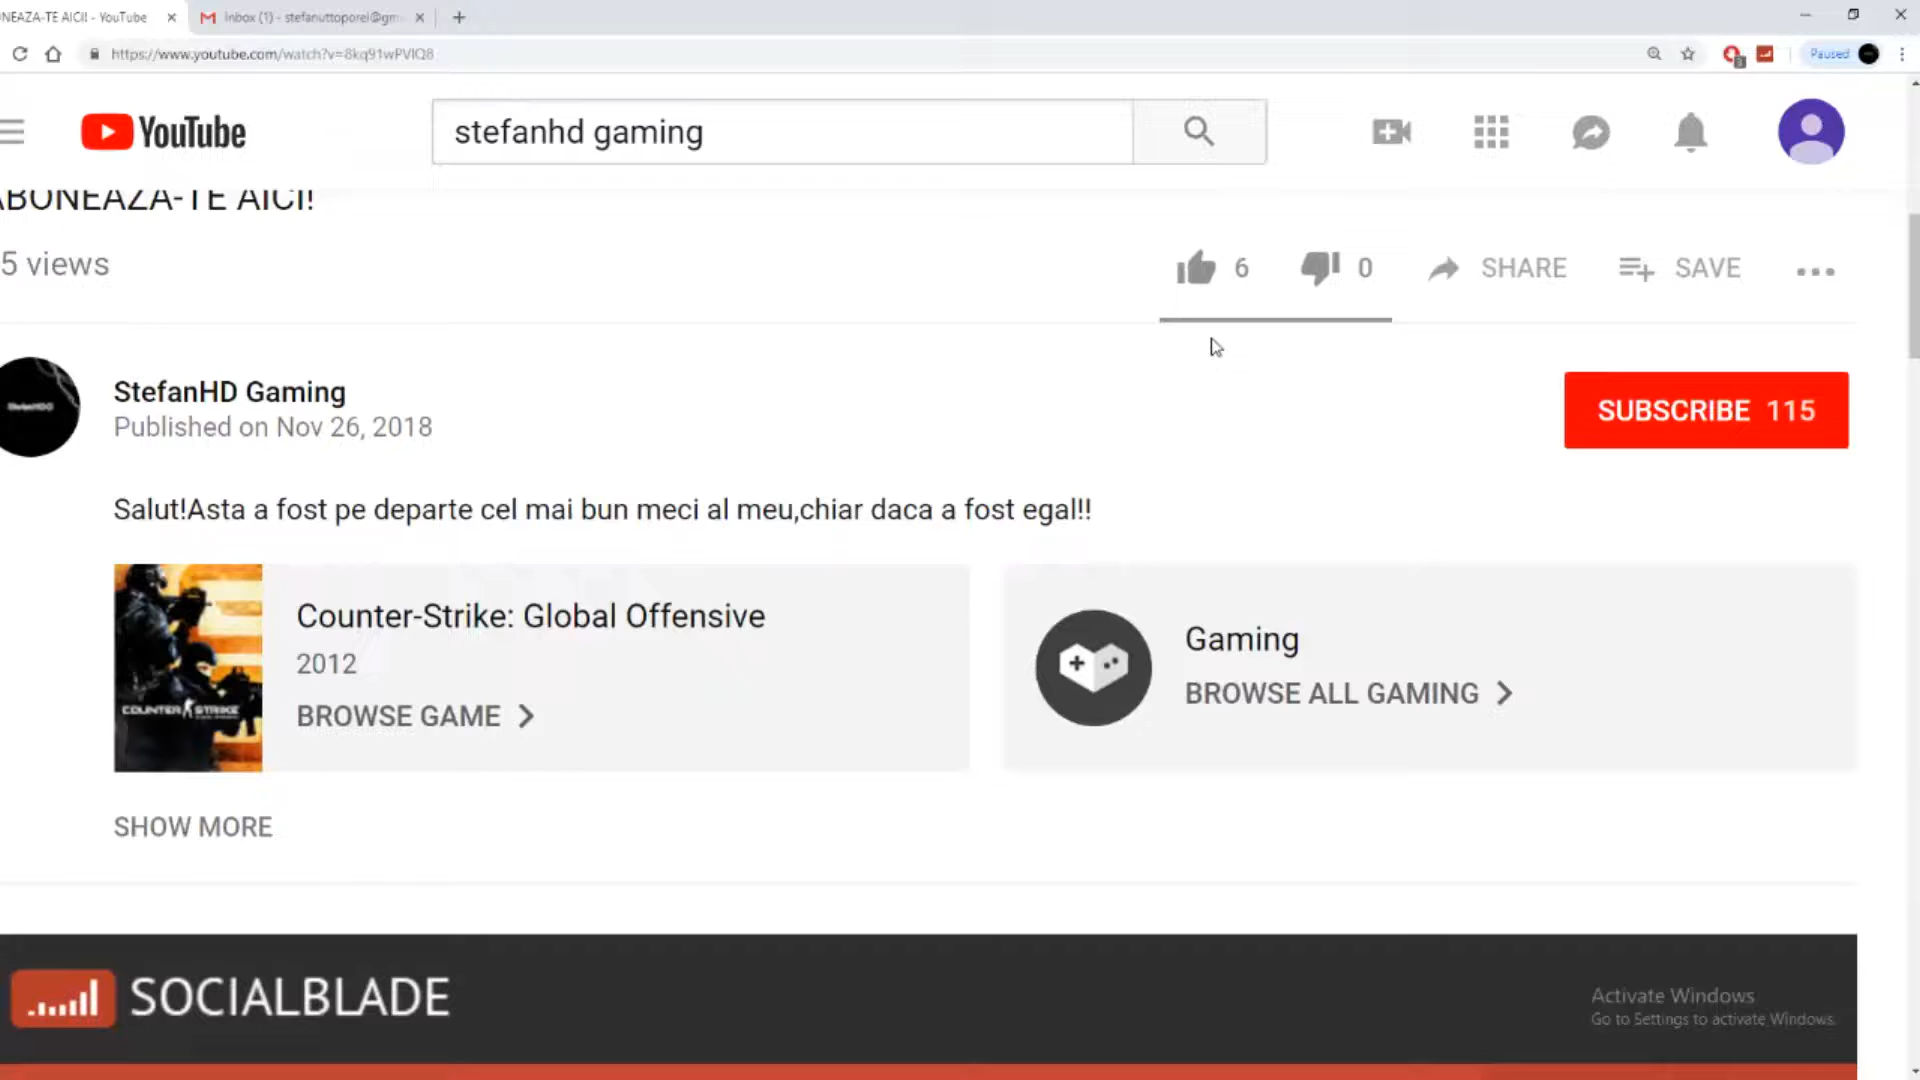 NEAZA-TE AICI! - YouTube
Inbox (1) - stefanuttoporel@gm
https://www.youtube.com/watch?v=8kq91wPVlQ8
3
Paused
YouTube
stefanhd gaming
ABONEAZA-TE AICI!
5 views
6
0
SHARE
SAVE
StefanHD Gaming
Published on Nov 26, 2018
SUBSCRIBE 115
Salut!Asta a fost pe departe cel mai bun meci al meu,chiar daca a fost egal!!
COUNTER STRIKE
Counter-Strike: Global Offensive
2012
BROWSE GAME
Gaming
BROWSE ALL GAMING
SHOW MORE
SOCIALBLADE
Activate Windows
Go to Settings to activate Windows.